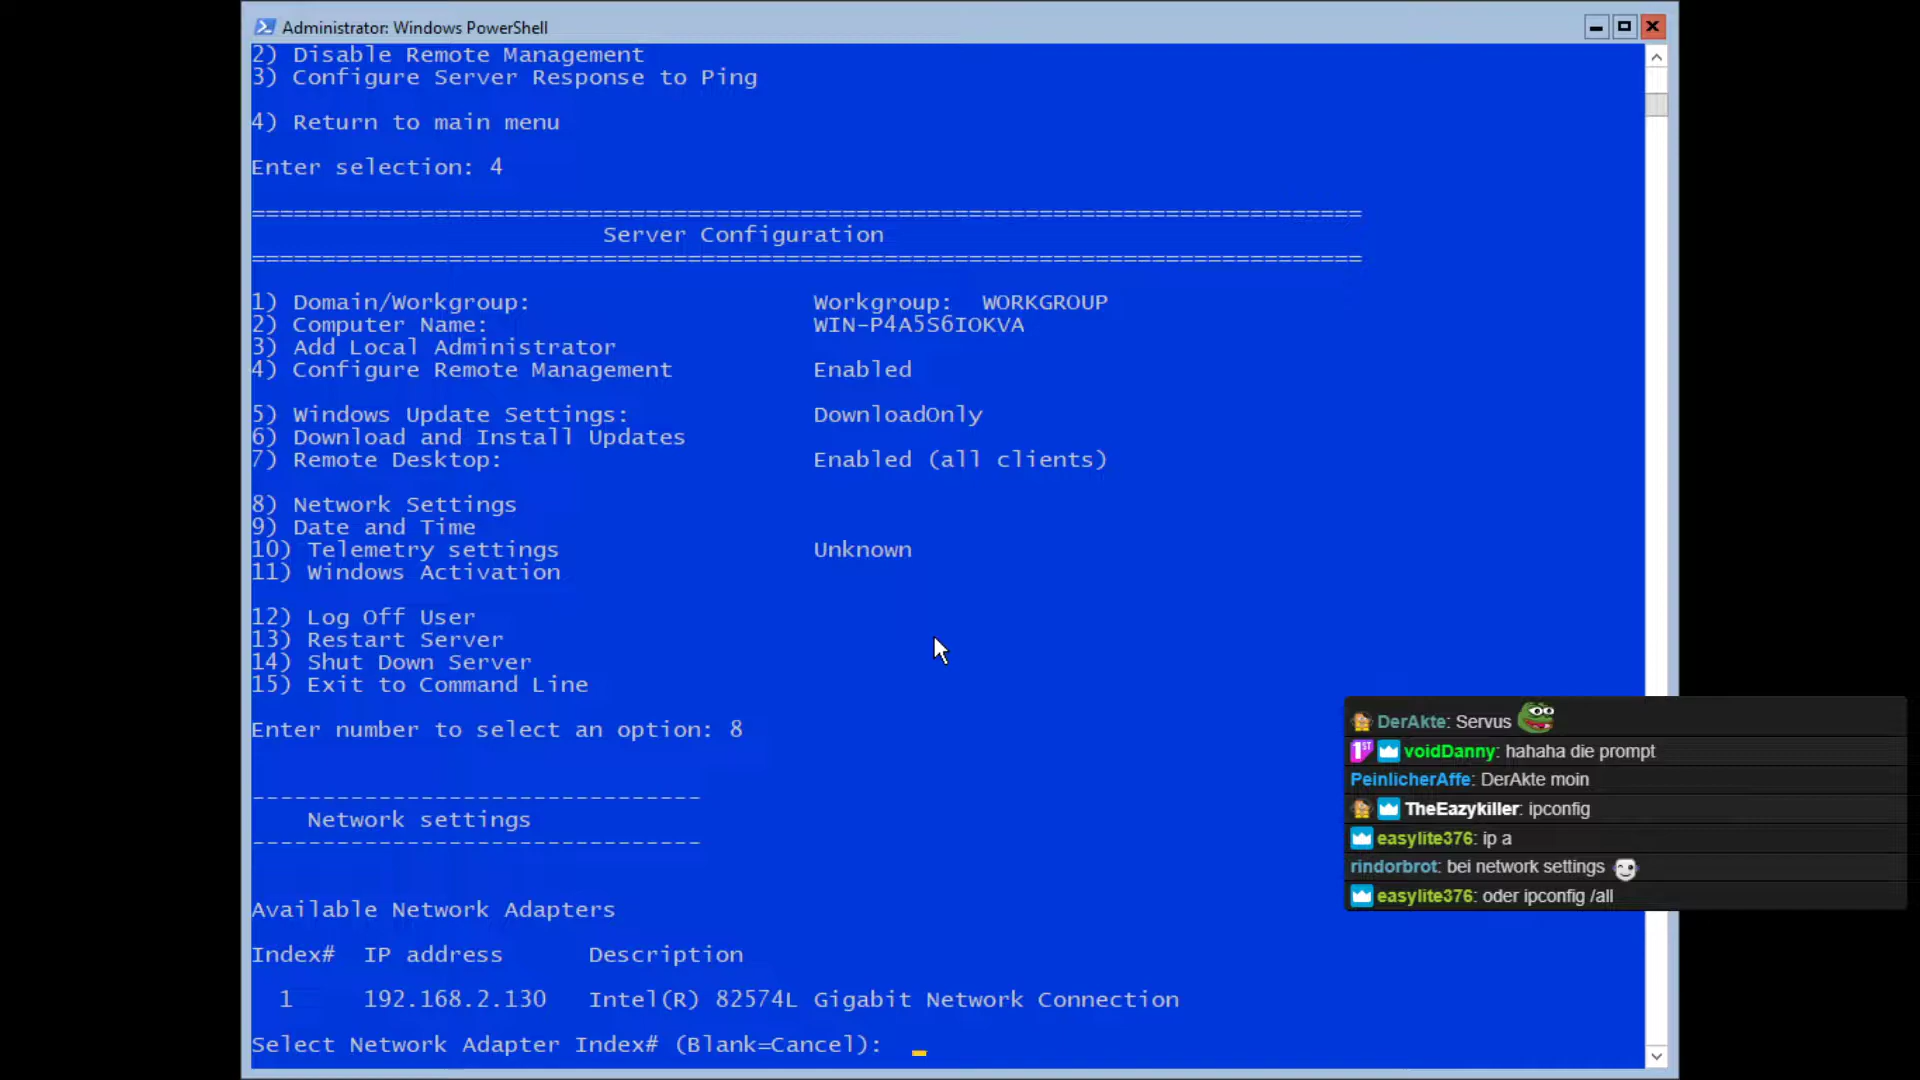 Administrator: Windows PowerShell
2) Disable Remote Management
3) Configure Server Response to Ping
4) Return to main menu
Enter selection: 4
===============================================================================
Server Configuration
===============================================================================
1) Domain/Workgroup: Workgroup: WORKGROUP
2) Computer Name: WIN-P4A5S6IOKVA
3) Add Local Administrator
4) Configure Remote Management Enabled
5) Windows Update Settings: DownloadOnly
6) Download and Install Updates
7) Remote Desktop: Enabled (all clients)
8) Network Settings
9) Date and Time
10) Telemetry settings Unknown
11) Windows Activation
12) Log Off User
13) Restart Server
14) Shut Down Server
15) Exit to Command Line
Enter number to select an option: 8
--------------------------------
Network settings
--------------------------------
Available Network Adapters
Index# IP address Description
1 192.168.2.130 Intel(R) 82574L Gigabit Network Connection
Select Network Adapter Index# (Blank=Cancel): _
DerAkte: Servus
1ST voidDanny: hahaha die prompt
PeinlicherAffe: DerAkte moin
TheEazykiller: ipconfig
easylite376: ip a
rindorbrot: bei network settings
easylite376: oder ipconfig /all